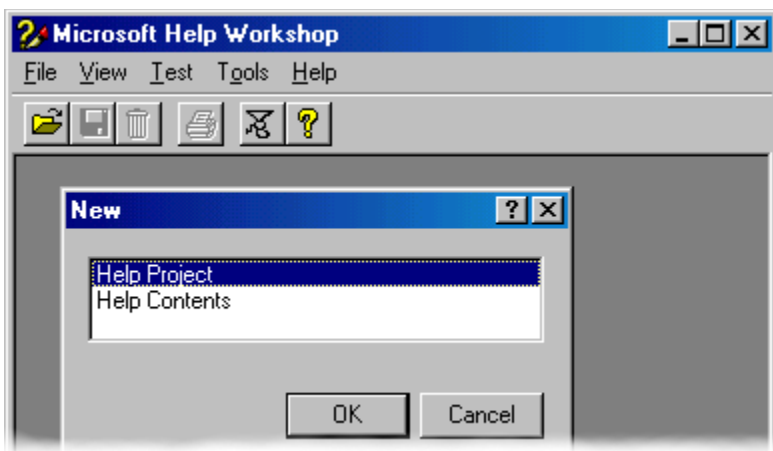 Microsoft Help Workshop
File View Test Tools Help
New
Help Project
Help Contents
OK Cancel